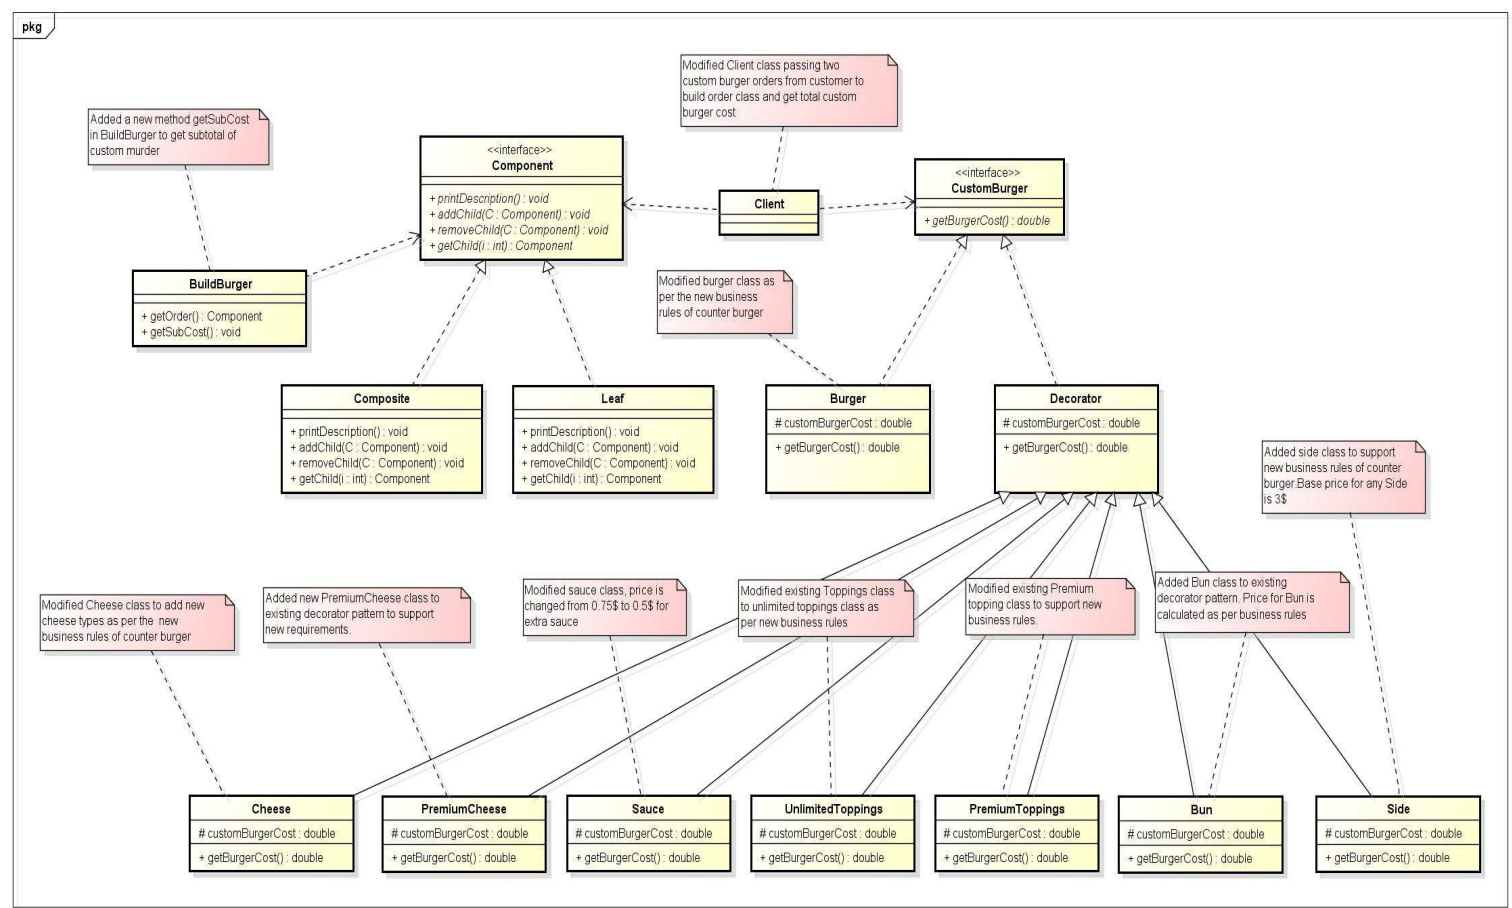 pkg
Modified Client class passing two
custom burger orders from customer to
build order class and get total custom
burger cost
Added a new method getSubCost
in BuildBurger to get subtotal of
custom murder
<<interface>>
Component
+ printDescription() : void
+ addChild(C : Component) : void
+ removeChild(C : Component) : void
+ getChild(i : int) : Component
Client
<<interface>>
CustomBurger
+ getBurgerCost() : double
BuildBurger
+ getOrder() : Component
+ getSubCost() : void
Modified burger class as
per the new business
rules of counter burger
Composite
+ printDescription() : void
+ addChild(C : Component) : void
+ removeChild(C : Component) : void
+ getChild(i : int) : Component
Leaf
+ printDescription() : void
+ addChild(C : Component) : void
+ removeChild(C : Component) : void
+ getChild(i : int) : Component
Burger
# customBurgerCost : double
+ getBurgerCost() : double
Decorator
# customBurgerCost : double
+ getBurgerCost() : double
Added side class to support
new business rules of counter
burger.Base price for any Side
is 3$
Modified Cheese class to add new
cheese types as per the new
business rules of counter burger
Added new PremiumCheese class to
existing decorator pattern to support
new requirements.
Modified sauce class, price is
changed from 0.75$ to 0.5$ for
extra sauce
Modified existing Toppings class
to unlimited toppings class as
per new business rules
Modified existing Premium
topping class to support new
business rules.
Added Bun class to existing
decorator pattern. Price for Bun is
calculated as per business rules
Cheese
# customBurgerCost : double
+ getBurgerCost() : double
PremiumCheese
# customBurgerCost : double
+ getBurgerCost() : double
Sauce
# customBurgerCost : double
+ getBurgerCost() : double
UnlimitedToppings
# customBurgerCost : double
+ getBurgerCost() : double
PremiumToppings
# customBurgerCost : double
+ getBurgerCost() : double
Bun
# customBurgerCost : double
+ getBurgerCost() : double
Side
# customBurgerCost : double
+ getBurgerCost() : double